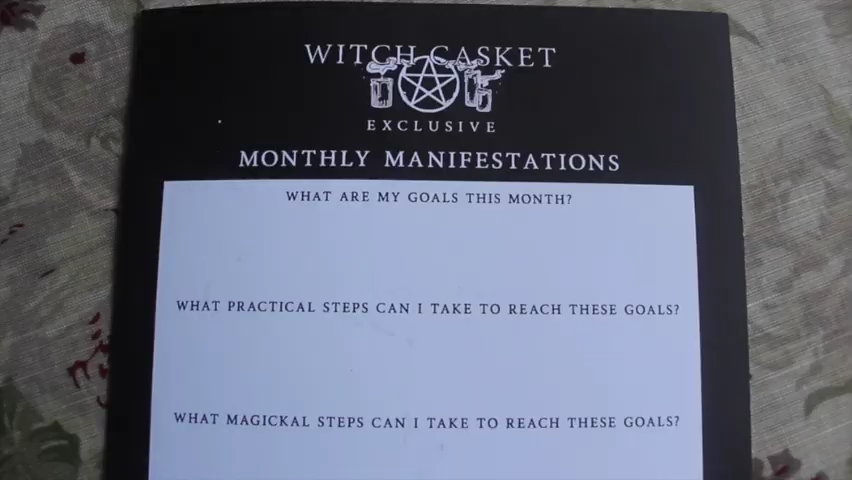 WITCH CASKET
EXCLUSIVE
MONTHLY MANIFESTATIONS
WHAT ARE MY GOALS THIS MONTH?
WHAT PRACTICAL STEPS CAN I TAKE TO REACH THESE GOALS?
WHAT MAGICKAL STEPS CAN I TAKE TO REACH THESE GOALS?